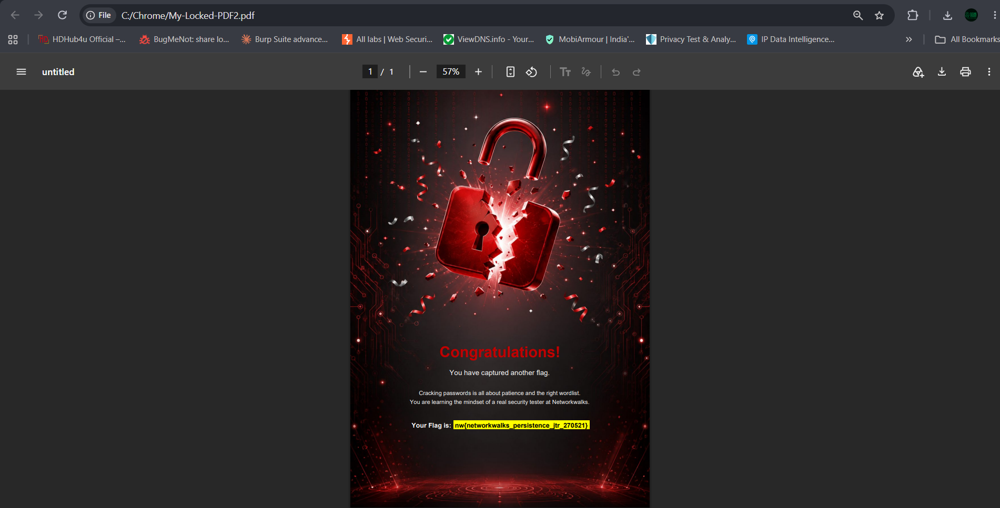 File
C:/Chrome/My-Locked-PDF2.pdf
HDHub4u Official –...
BugMeNot: share lo...
Burp Suite advance...
All labs | Web Securi...
ViewDNS.info - Your...
MobiArmour | India'...
Privacy Test & Analy...
IP Data Intelligence...
»
All Bookmarks
untitled
1 / 1
57%
Congratulations!
You have captured another flag.
Cracking passwords is all about patience and the right wordlist.
You are learning the mindset of a real security tester at Networkwalks.
Your Flag is: nw{networkwalks_persistence_jtr_270521}